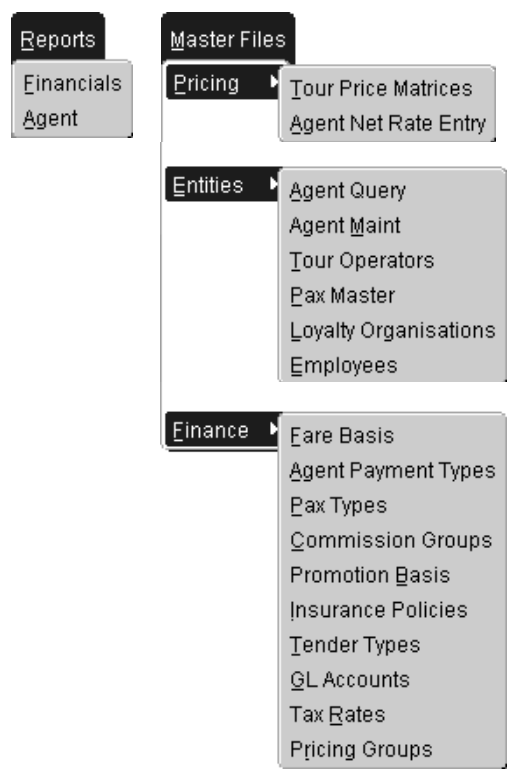 Reports
Financials
Agent
Master Files
Pricing
Tour Price Matrices
Agent Net Rate Entry
Entities
Agent Query
Agent Maint
Tour Operators
Pax Master
Loyalty Organisations
Employees
Finance
Fare Basis
Agent Payment Types
Pax Types
Commission Groups
Promotion Basis
Insurance Policies
Tender Types
GL Accounts
Tax Rates
Pricing Groups